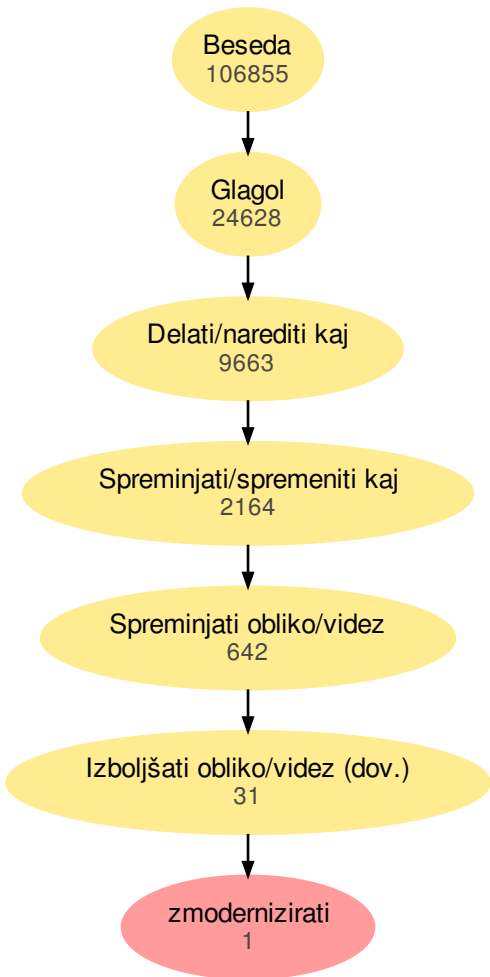 Beseda
106855
Glagol
24628
Delati/narediti kaj
9663
Spreminjati/spremeniti kaj
2164
Spreminjati obliko/videz
642
Izboljšati obliko/videz (dov.)
31
zmodernizirati
1